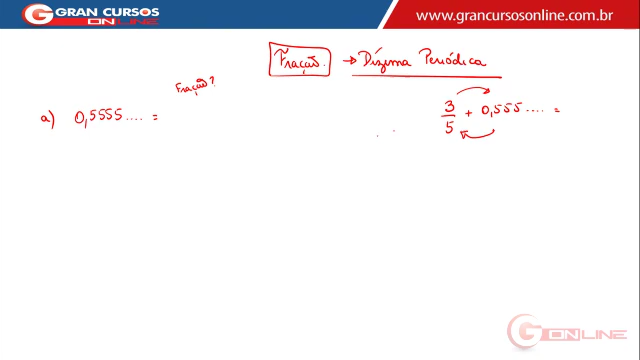 GRAN CURSOS
ONLINE
www.grancursosonline.com.br
Fração → Dízima Periódica
Fração?
a) 0,5555.... =
3/5 + 0,555.... =
G ONLINE